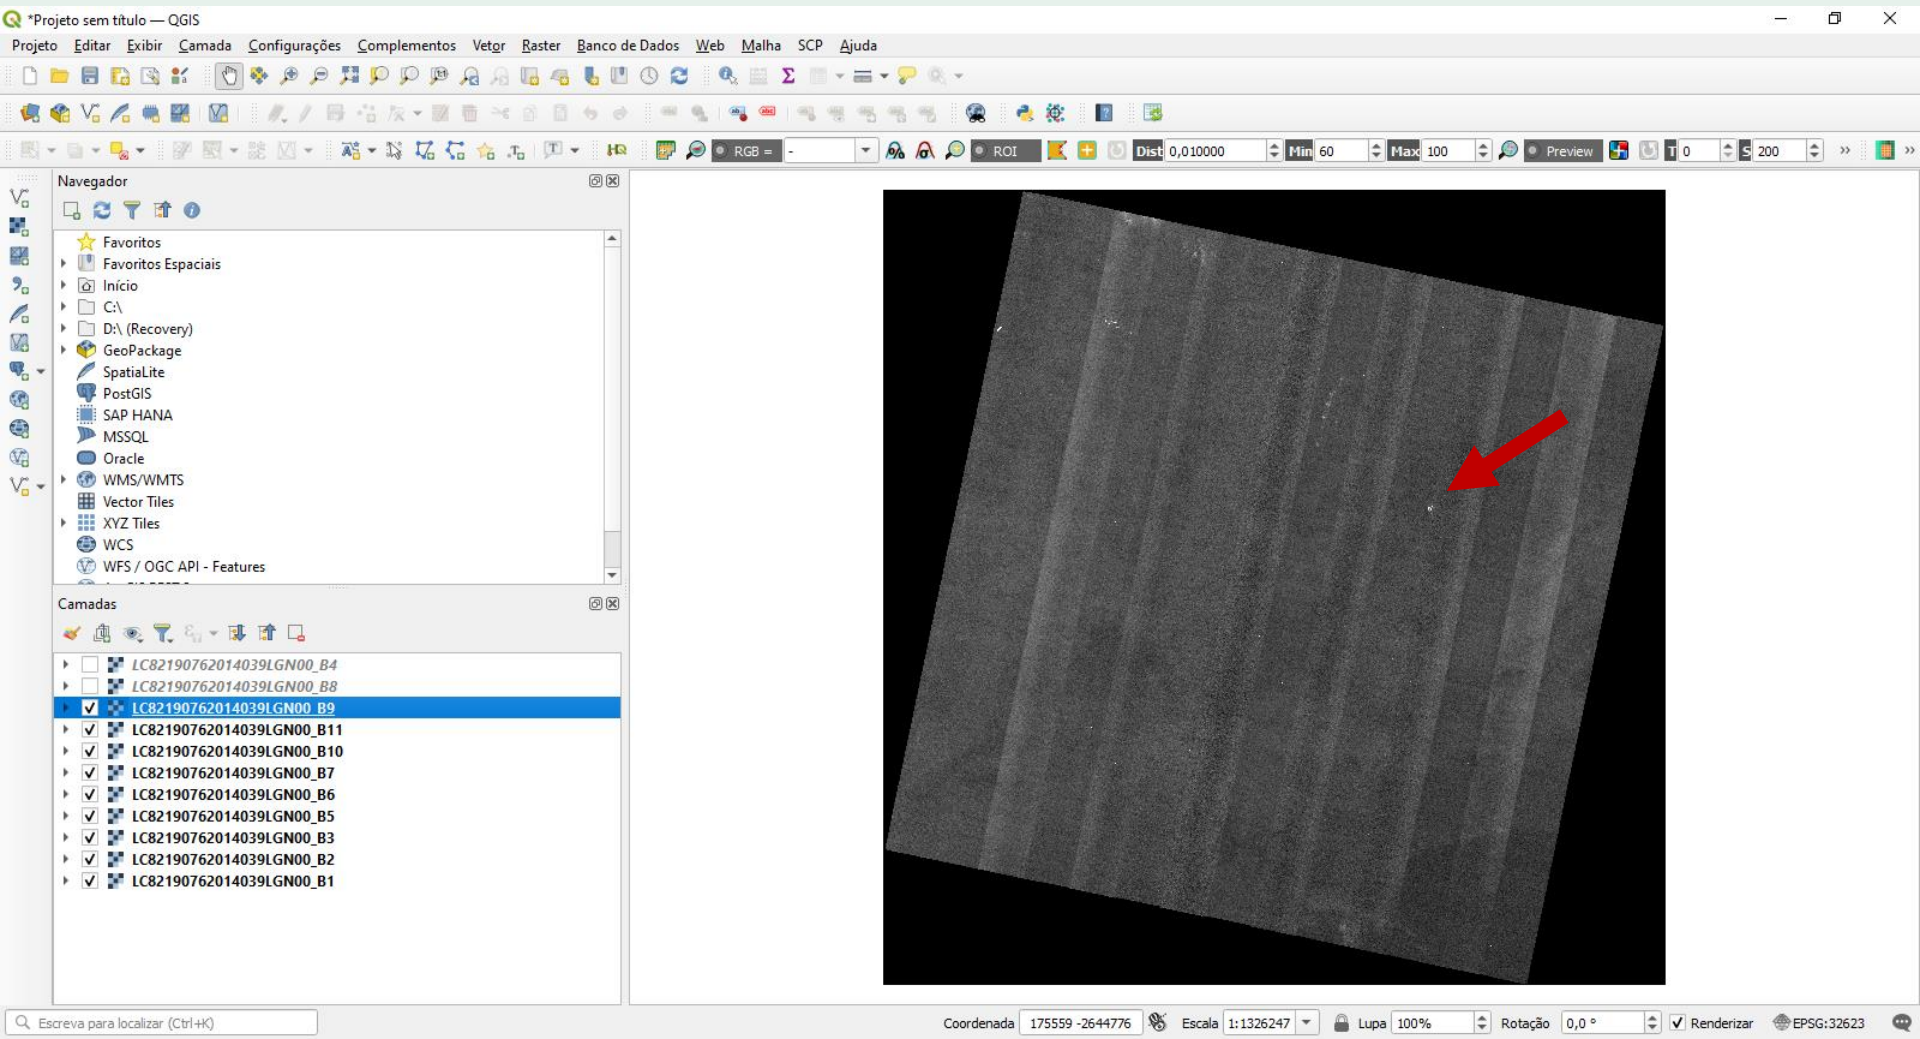 *Projeto sem título — QGIS
Projeto Editar Exibir Camada Configurações Complementos Vetor Raster Banco de Dados Web Malha SCP Ajuda
RGB = - ROI Dist 0,010000 Min 60 Max 100 Preview T 0 S 200 »
Navegador
Favoritos
Favoritos Espaciais
Início
C:\
D:\ (Recovery)
GeoPackage
SpatiaLite
PostGIS
SAP HANA
MSSQL
Oracle
WMS/WMTS
Vector Tiles
XYZ Tiles
WCS
WFS / OGC API - Features
Camadas
LC82190762014039LGN00_B4
LC82190762014039LGN00_B8
LC82190762014039LGN00_B9
LC82190762014039LGN00_B11
LC82190762014039LGN00_B10
LC82190762014039LGN00_B7
LC82190762014039LGN00_B6
LC82190762014039LGN00_B5
LC82190762014039LGN00_B3
LC82190762014039LGN00_B2
LC82190762014039LGN00_B1
Escreva para localizar (Ctrl+K) Coordenada 175559 -2644776 Escala 1:1326247 Lupa 100% Rotação 0,0 ° Renderizar EPSG:32623